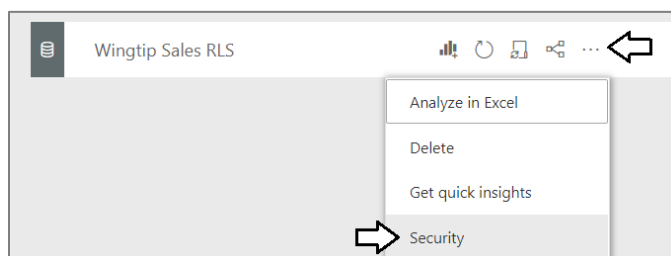 Wingtip Sales RLS
Analyze in Excel
Delete
Get quick insights
Security